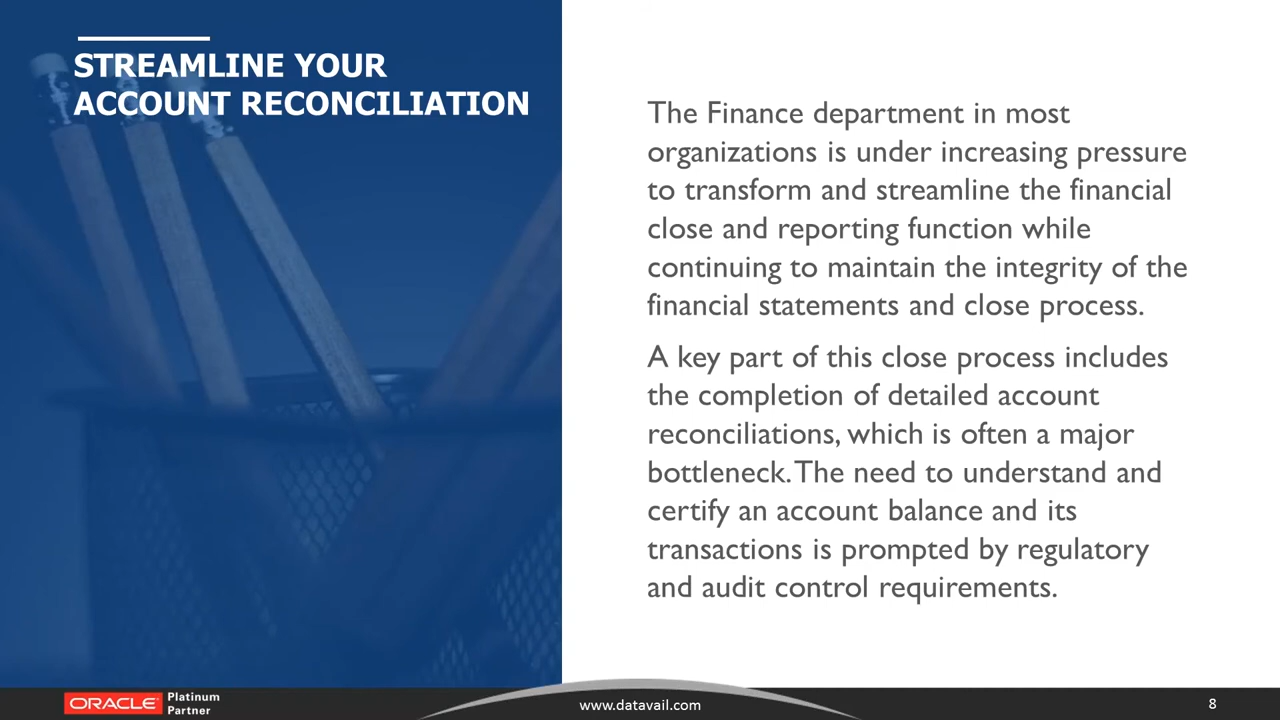 STREAMLINE YOUR
ACCOUNT RECONCILIATION
The Finance department in most
organizations is under increasing pressure
to transform and streamline the financial
close and reporting function while
continuing to maintain the integrity of the
financial statements and close process.
A key part of this close process includes
the completion of detailed account
reconciliations, which is often a major
bottleneck. The need to understand and
certify an account balance and its
transactions is prompted by regulatory
and audit control requirements.
ORACLE
Platinum
Partner
www.datavail.com
8